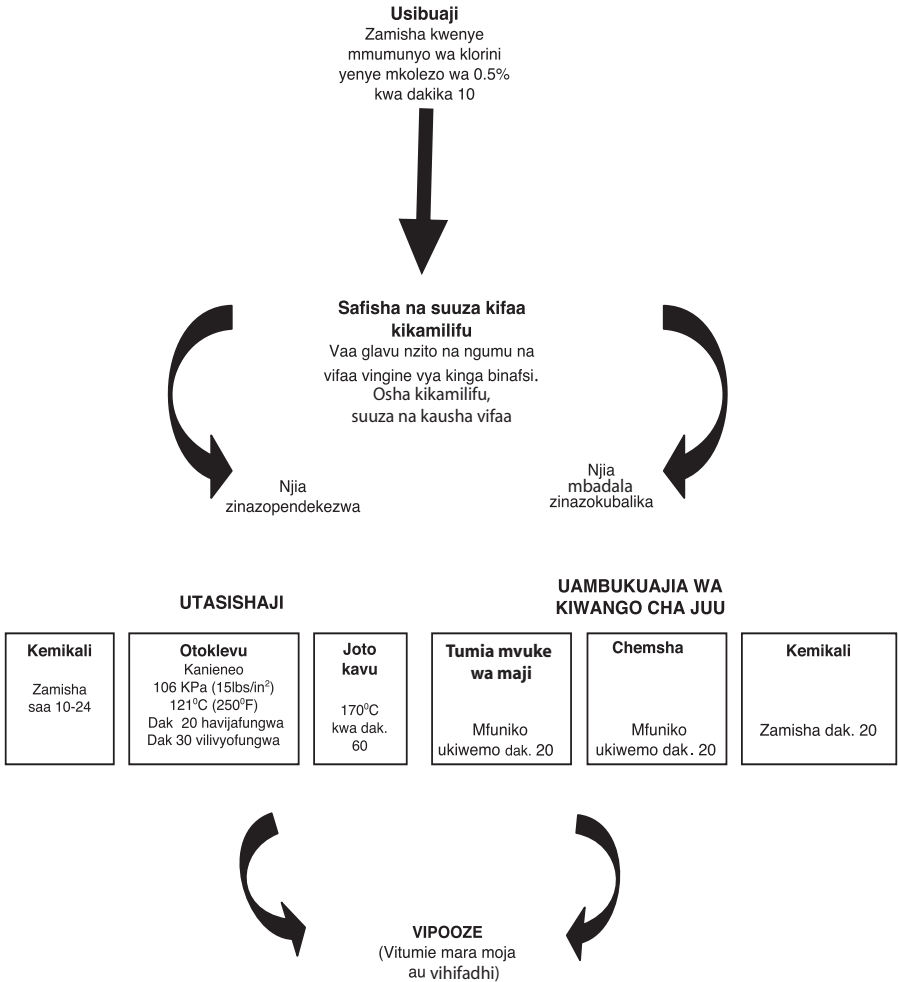 Usibuaji
Zamisha kwenye
mmumunyo wa klorini
yenye mkolezo wa 0.5%
kwa dakika 10
Safisha na suuza kifaa
kikamilifu
Vaa glavu nzito na ngumu na
vifaa vingine vya kinga binafsi.
Osha kikamilifu,
suuza na kausha vifaa
Njia
zinazopendekezwa
Njia
mbadala
zinazokubalika
UTASISHAJI
UAMBUKUAJIA WA
KIWANGO CHA JUU
Kemikali
Zamisha
saa 10-24
Otoklevu
Kanieneo
106 KPa (15lbs/in²)
121⁰C (250⁰F)
Dak 20 havijafungwa
Dak 30 vilivyofungwa
Joto
kavu
170⁰C
kwa dak.
60
Tumia mvuke
wa maji
Mfuniko
ukiwemo dak. 20
Chemsha
Mfuniko
ukiwemo dak. 20
Kemikali
Zamisha dak. 20
VIPOOZE
(Vitumie mara moja
au vihifadhi)